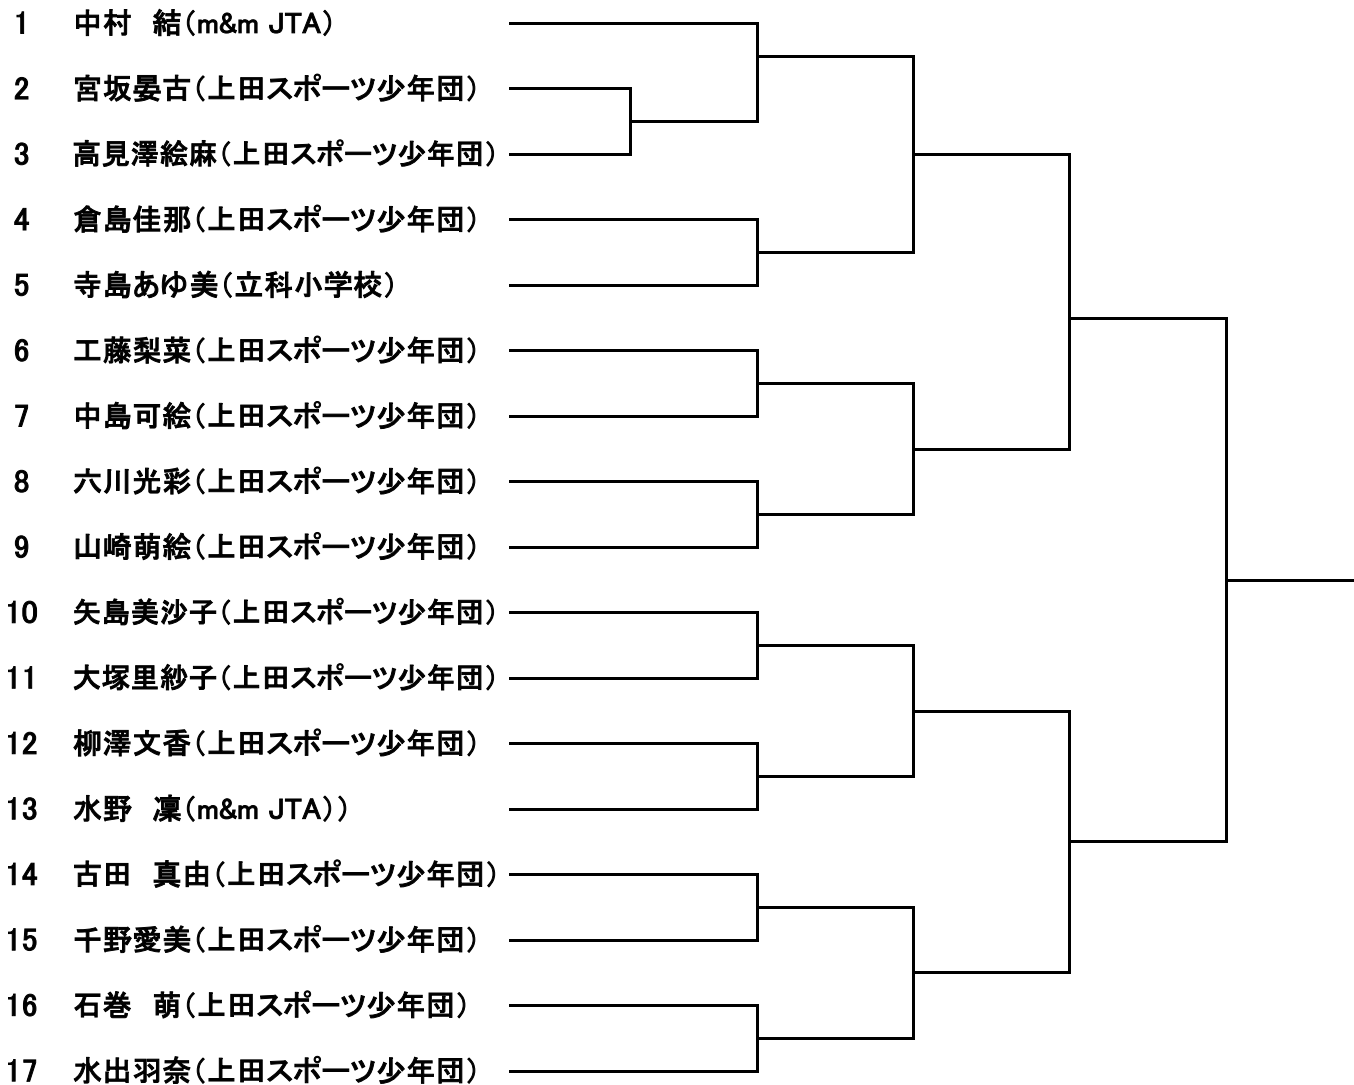 1 中村　結（m&m JTA）
2 宮坂晏古（上田スポーツ少年団）
3 高見澤絵麻（上田スポーツ少年団）
4 倉島佳那（上田スポーツ少年団）
5 寺島あゆ美（立科小学校）
6 工藤梨菜（上田スポーツ少年団）
7 中島可絵（上田スポーツ少年団）
8 六川光彩（上田スポーツ少年団）
9 山崎萌絵（上田スポーツ少年団）
10 矢島美沙子（上田スポーツ少年団）
11 大塚里紗子（上田スポーツ少年団）
12 柳澤文香（上田スポーツ少年団）
13 水野　凜（m&m JTA））
14 古田　真由（上田スポーツ少年団）
15 千野愛美（上田スポーツ少年団）
16 石巻　萌（上田スポーツ少年団）
17 水出羽奈（上田スポーツ少年団）